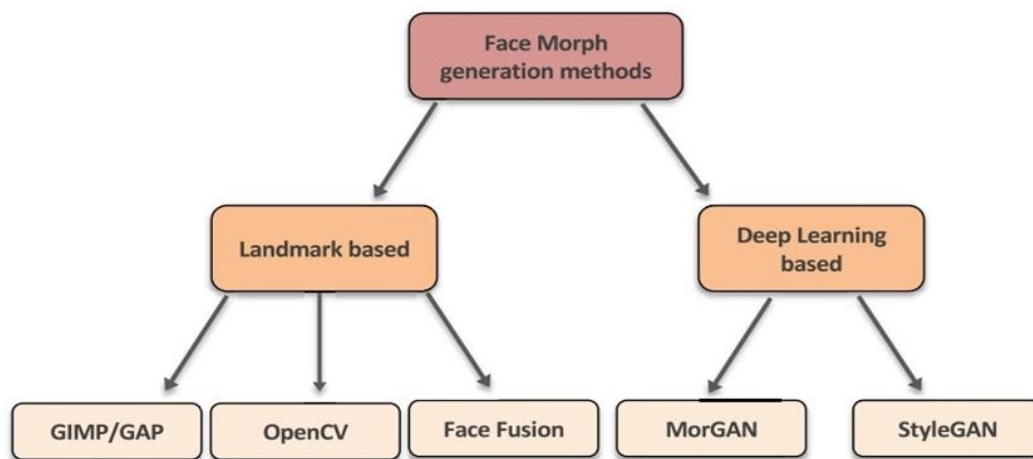 Face Morph
generation methods
Landmark based
Deep Learning
based
GIMP/GAP
OpenCV
Face Fusion
MorGAN
StyleGAN